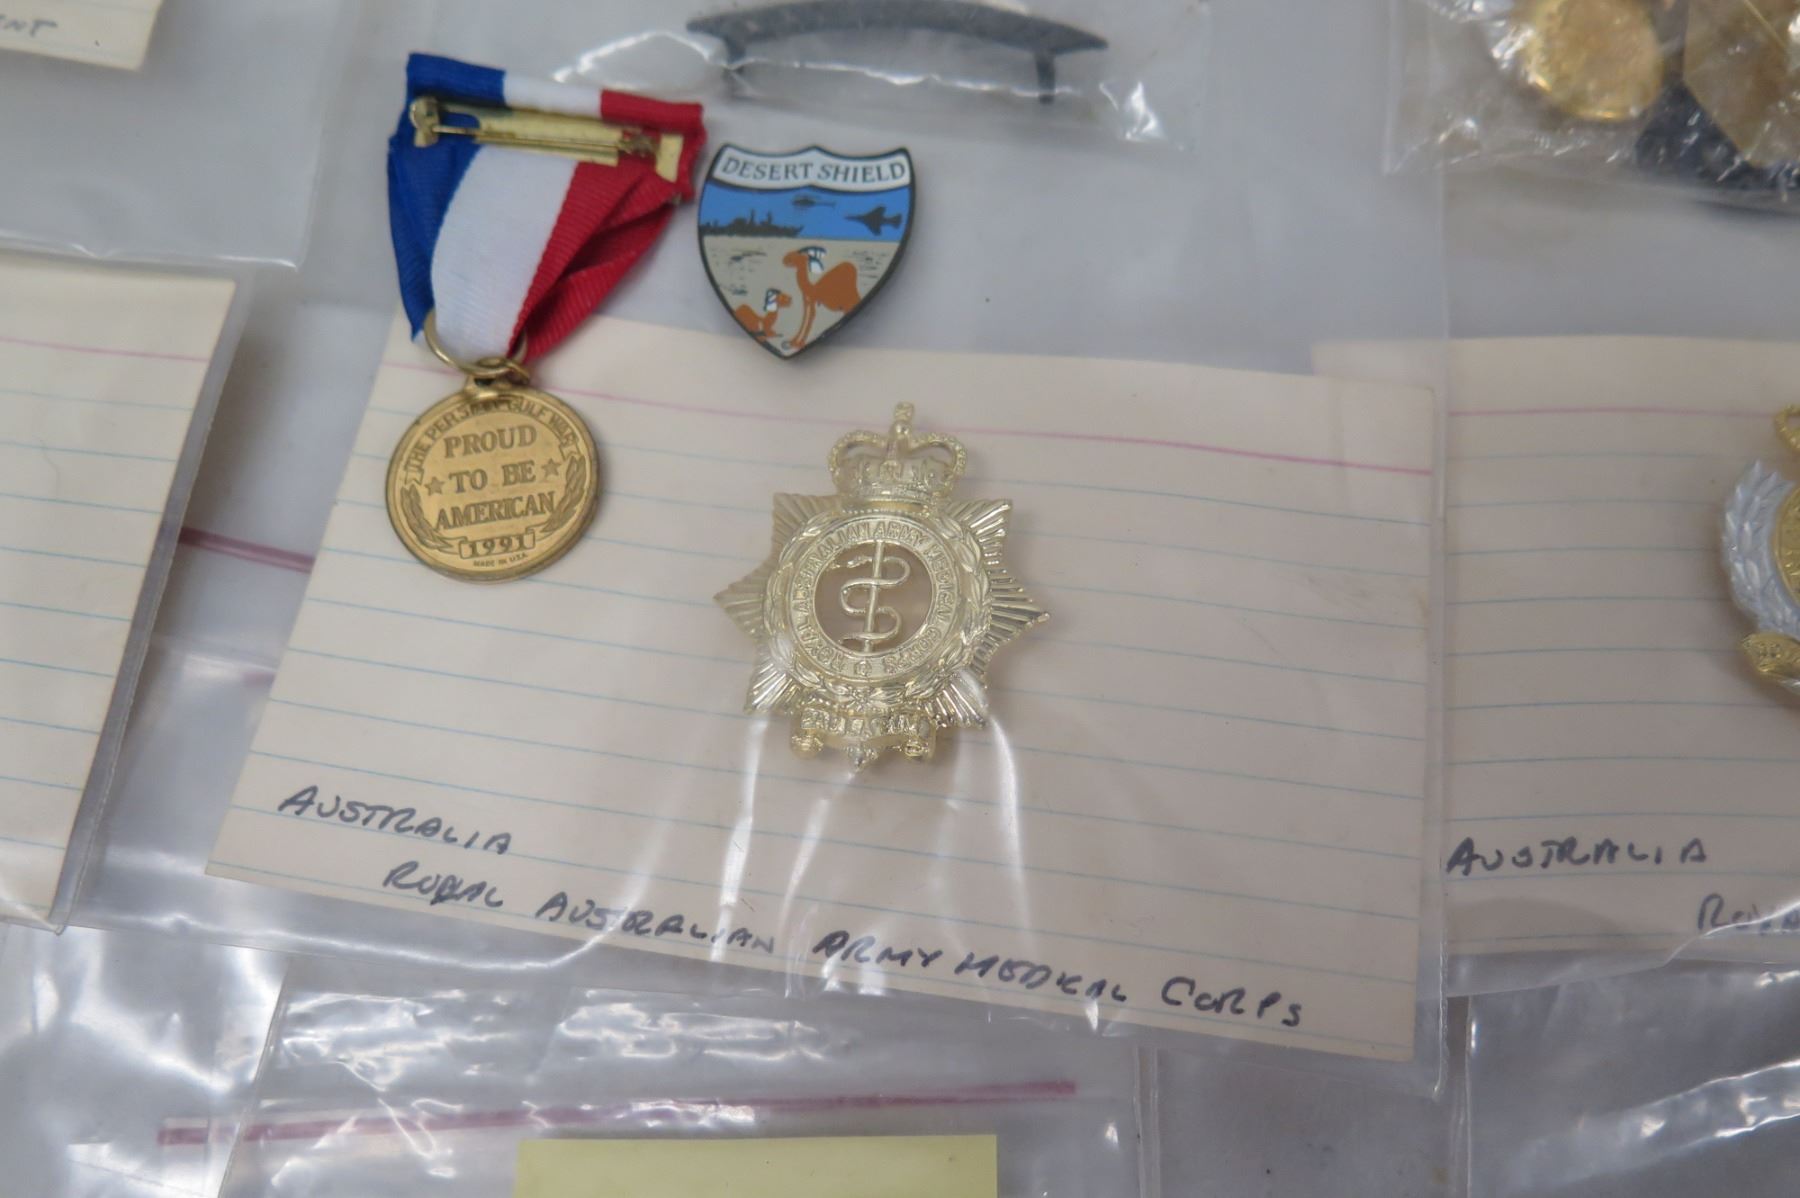 NT
DESERT SHIELD
THE PERSIAN GULF WAR
PROUD
TO BE
AMERICAN
1991
MADE IN U.S.A.
ROYAL AUSTRALIAN ARMY MEDICAL CORPS
AUSTRALIA
ROYAL AUSTRALIAN ARMY MEDICAL CORPS
AUSTRALIA